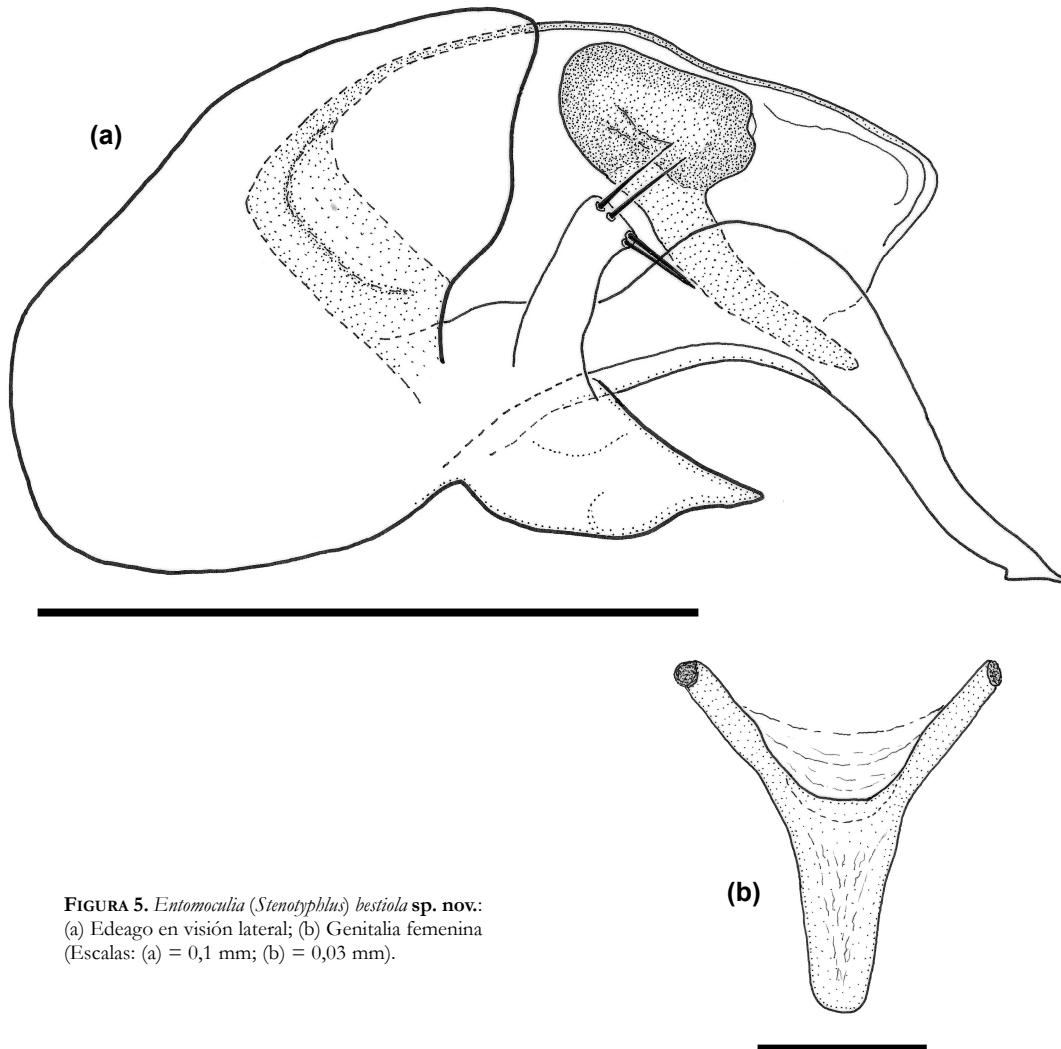 (a)
(b)
FIGURA 5. Entomoculia (Stenotyphlus) bestiola sp. nov.:
(a) Edeago en visión lateral; (b) Genitalia femenina
(Escalas: (a) = 0,1 mm; (b) = 0,03 mm).